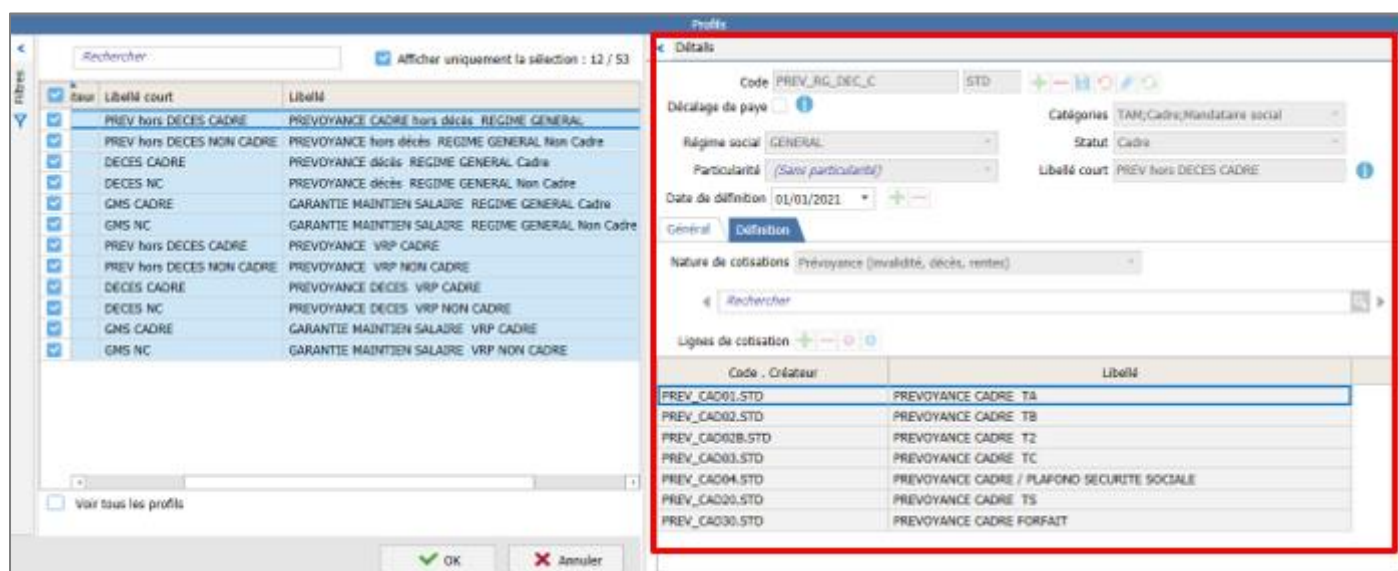 Profils
Filtres
Rechercher
Afficher uniquement la sélection : 12 / 53
teur Libellé court Libellé
PREV hors DECES CADRE PREVOYANCE CADRE hors décès REGIME GENERAL
PREV hors DECES NON CADRE PREVOYANCE hors décès REGIME GENERAL Non Cadre
DECES CADRE PREVOYANCE décès REGIME GENERAL Cadre
DECES NC PREVOYANCE décès REGIME GENERAL Non Cadre
GMS CADRE GARANTIE MAINTIEN SALAIRE REGIME GENERAL Cadre
GMS NC GARANTIE MAINTIEN SALAIRE REGIME GENERAL Non Cadre
PREV hors DECES CADRE PREVOYANCE VRP CADRE
PREV hors DECES NON CADRE PREVOYANCE VRP NON CADRE
DECES CADRE PREVOYANCE DECES VRP CADRE
DECES NC PREVOYANCE DECES VRP NON CADRE
GMS CADRE GARANTIE MAINTIEN SALAIRE VRP CADRE
GMS NC GARANTIE MAINTIEN SALAIRE VRP NON CADRE
Voir tous les profils
OK Annuler
Détails
Code PREV_RG_DEC_C STD
Décalage de paye Catégories TAM;Cadre;Mandataire social
Régime social GENERAL Statut Cadre
Particularité (Sans particularité) Libellé court PREV hors DECES CADRE
Date de définition 01/01/2021
Général Définition
Nature de cotisations Prévoyance (invalidité, décès, rentes)
Rechercher
Lignes de cotisation
Code . Créateur Libellé
PREV_CAD01.STD PREVOYANCE CADRE TA
PREV_CAD02.STD PREVOYANCE CADRE TB
PREV_CAD02B.STD PREVOYANCE CADRE T2
PREV_CAD03.STD PREVOYANCE CADRE TC
PREV_CAD04.STD PREVOYANCE CADRE / PLAFOND SECURITE SOCIALE
PREV_CAD20.STD PREVOYANCE CADRE TS
PREV_CAD30.STD PREVOYANCE CADRE FORFAIT